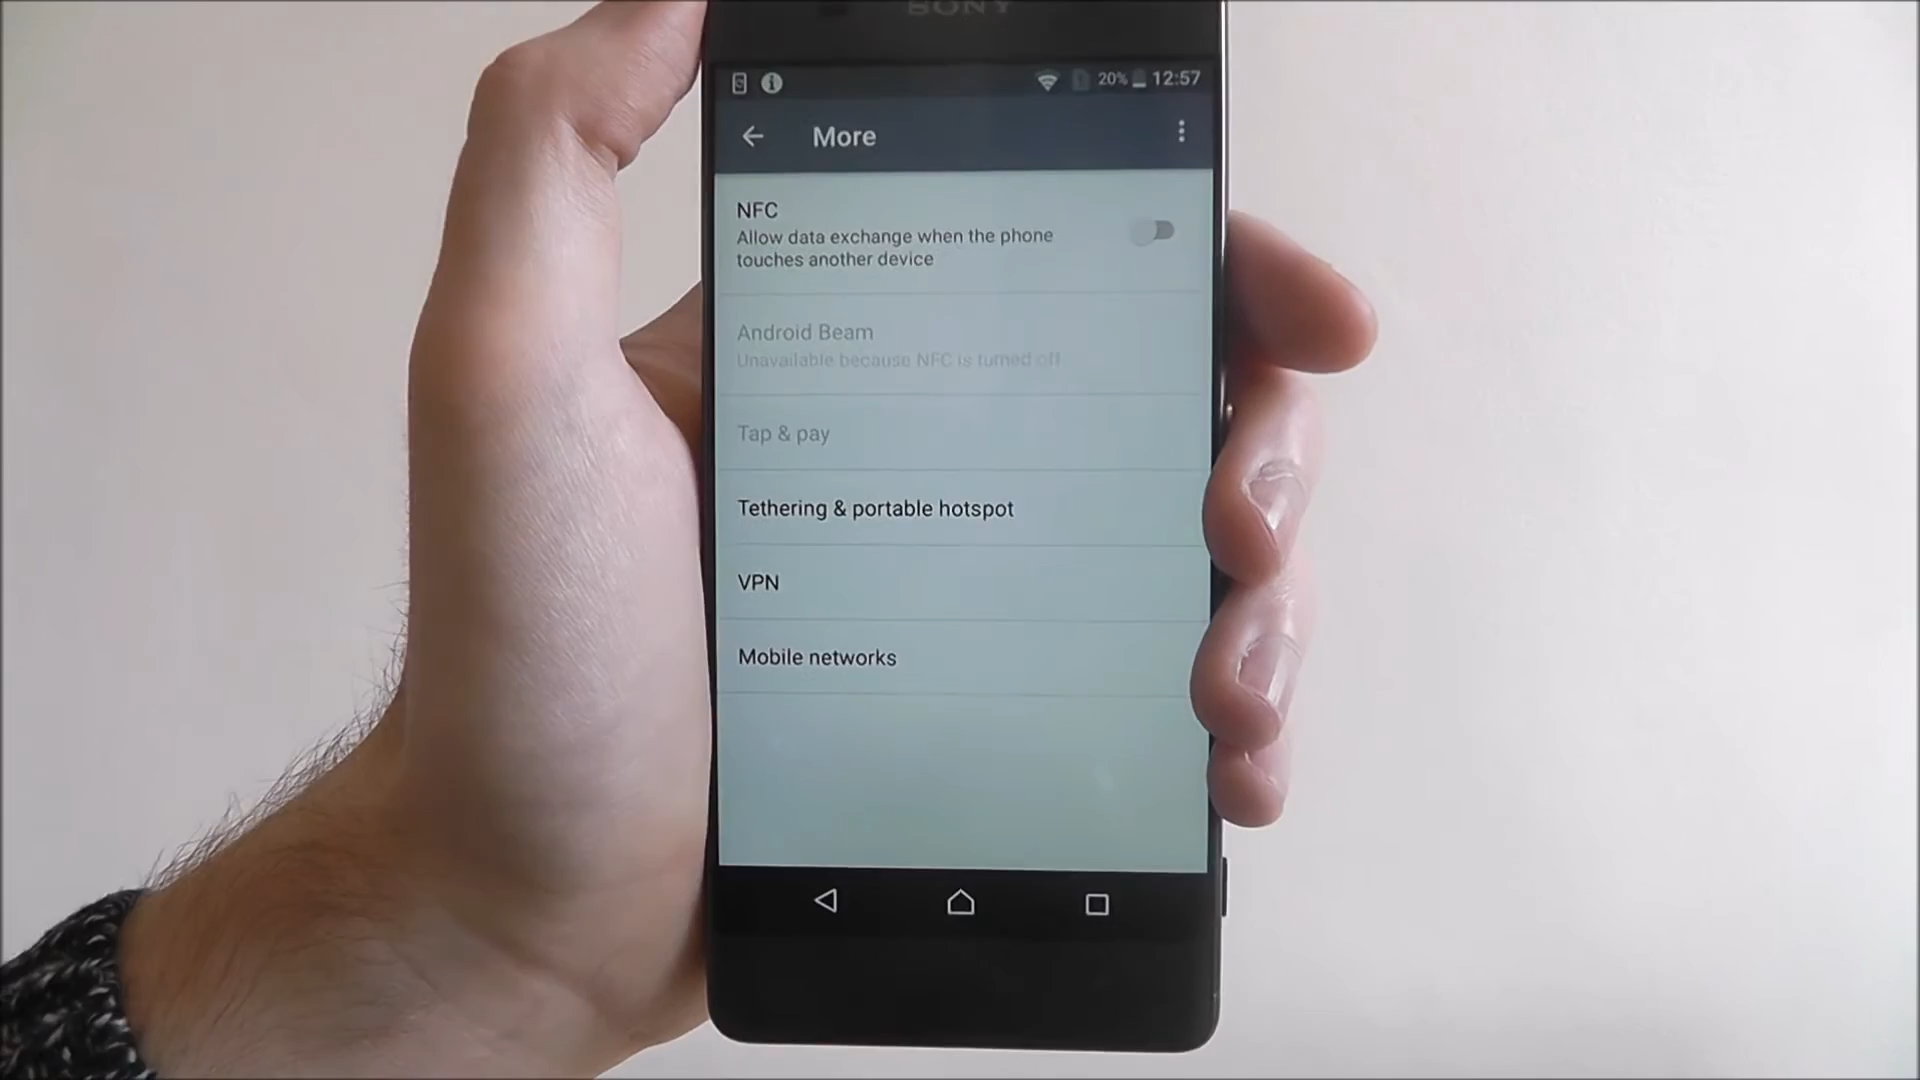 SONY
20% 12:57
More
NFC
Allow data exchange when the phone
touches another device
Android Beam
Unavailable because NFC is turned off
Tap & pay
Tethering & portable hotspot
VPN
Mobile networks